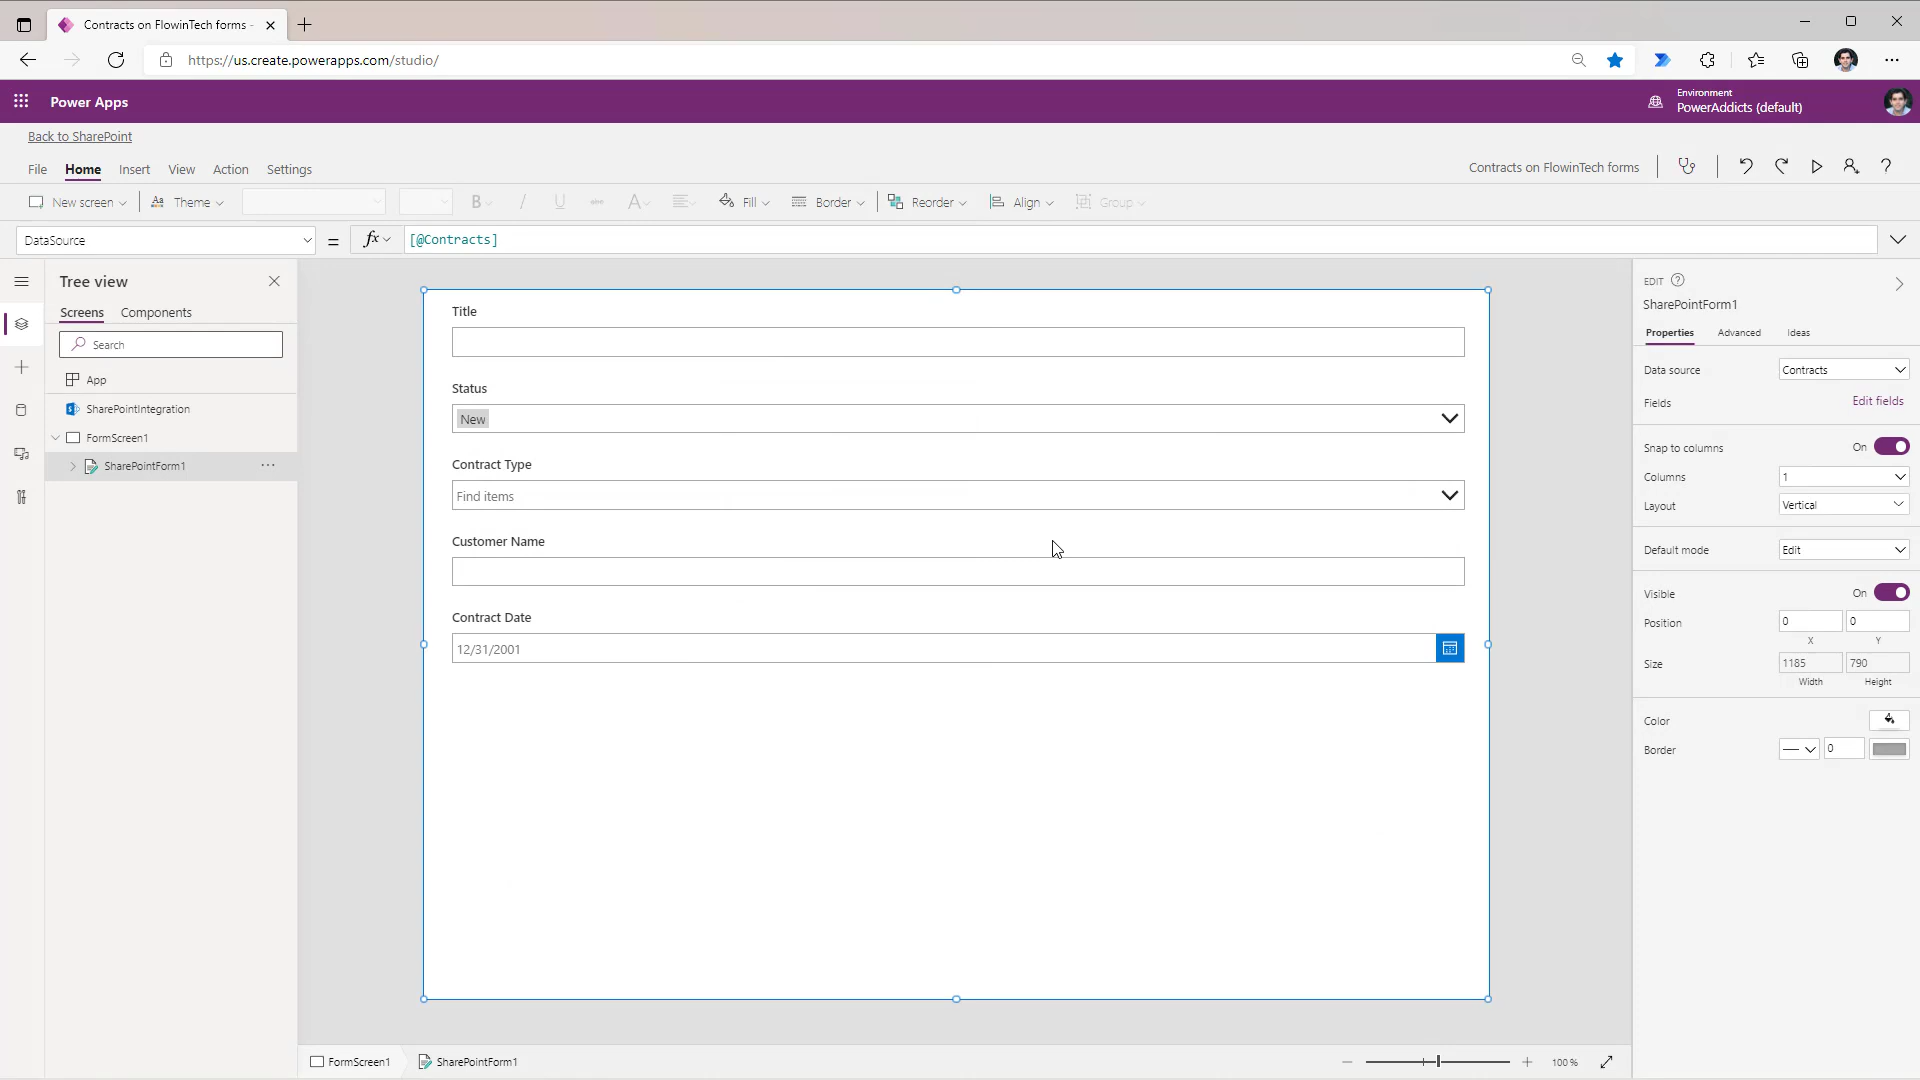 Contracts on FlowinTech forms -
https://us.create.powerapps.com/studio/
Power Apps
Environment
PowerAddicts (default)
Back to SharePoint
File Home Insert View Action Settings
Contracts on FlowinTech forms
New screen Aa Theme B / U abc A Fill Border Reorder Align Group
DataSource = fx [@Contracts]
Tree view
Screens Components
Search
App
SharePointIntegration
FormScreen1
SharePointForm1 ...
Title
Status
New
Contract Type
Find items
Customer Name
Contract Date
12/31/2001
EDIT ?
SharePointForm1
Properties Advanced Ideas
Data source Contracts
Fields Edit fields
Snap to columns On
Columns 1
Layout Vertical
Default mode Edit
Visible On
Position 0 0
X Y
Size 1185 790
Width Height
Color
Border 0
FormScreen1 SharePointForm1
100 %